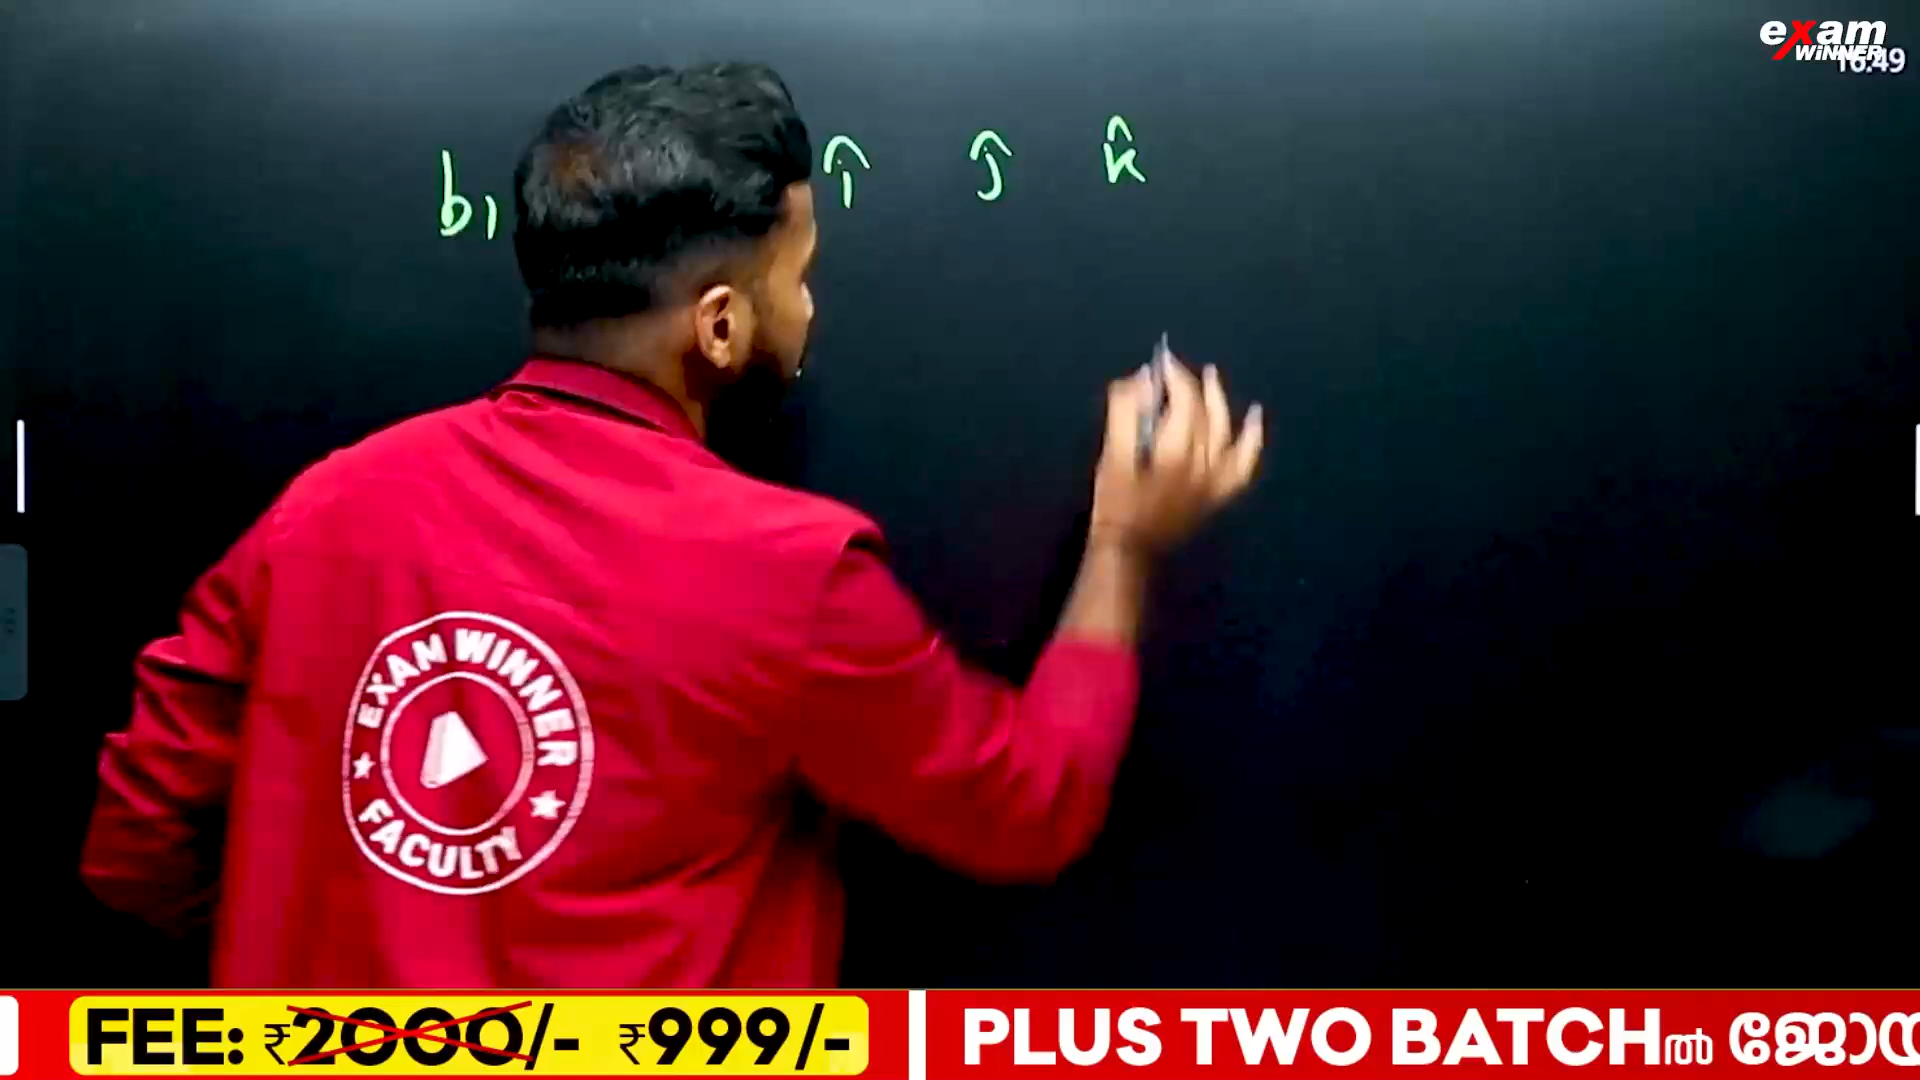 exam
WiNNER
16:49
b₁ î ĵ k̂
EXAM WINNER
FACULTY
FEE: ₹2000/- ₹999/-
PLUS TWO BATCHൽ